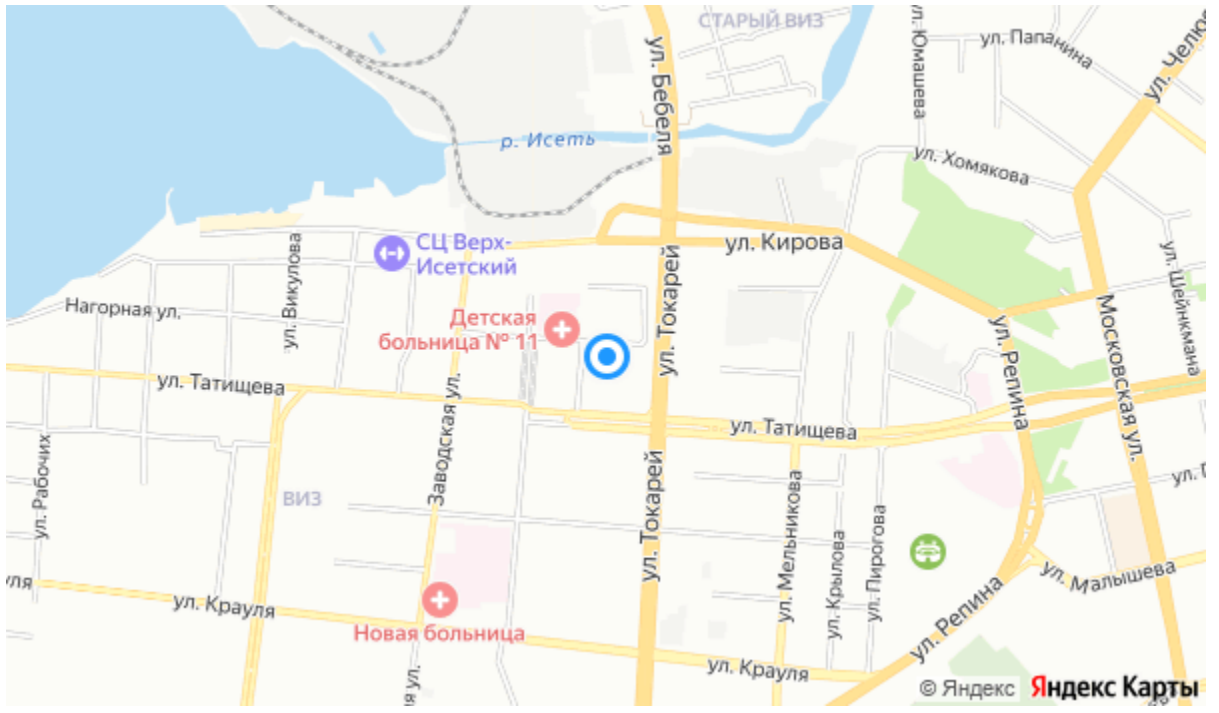 СТАРЫЙ ВИЗ
ул. Папанина
ул. Челюс
ул. Юмашева
ул. Бебеля
р. Исеть
ул. Хомякова
СЦ Верх-
Исетский
ул. Кирова
ул. Викулова
ул. Шейнкмана
Нагорная ул.
Детская
больница № 11
ул. Токарей
ул. Репина
Московская ул.
ул. Татищева
ул. Татищева
Заводская ул.
ул. Рабочих
ВИЗ
ул. Токарей
ул. Мельникова
ул. Крылова
ул. Пирогова
ул. Малышева
уля
ул. Крауля
Новая больница
ул. Репина
ул. Крауля
ул.
© Яндекс
Яндекс Карты